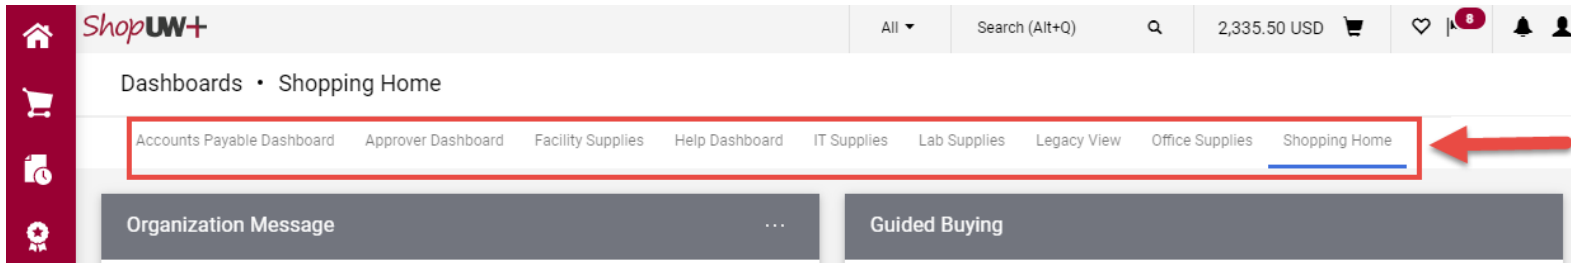 ShopUW+ All Search (Alt+Q) 2,335.50 USD 8
Dashboards • Shopping Home
Accounts Payable Dashboard Approver Dashboard Facility Supplies Help Dashboard IT Supplies Lab Supplies Legacy View Office Supplies Shopping Home
Organization Message ... Guided Buying